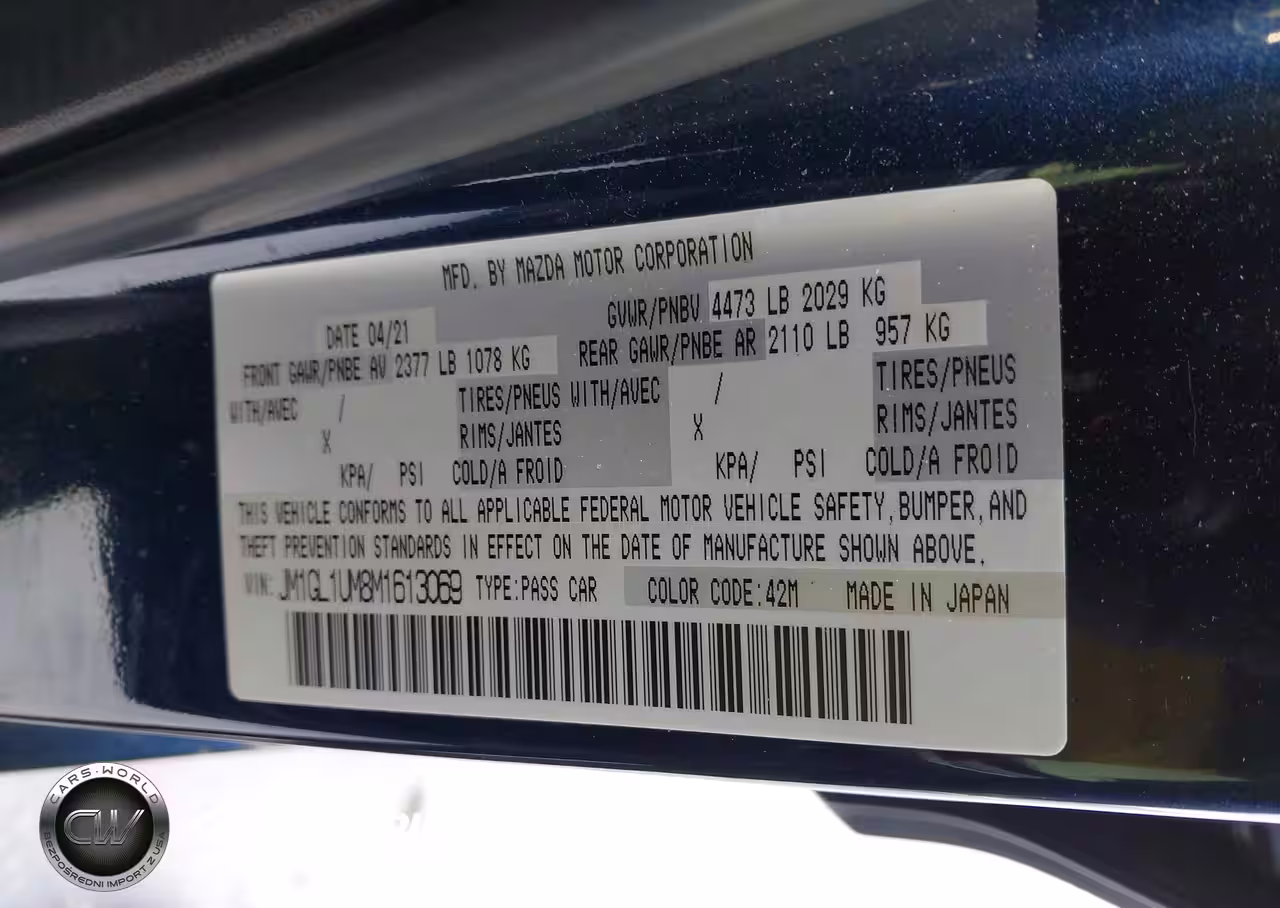 MFD. BY MAZDA MOTOR CORPORATION
DATE 04/21 GVWR/PNBV 4473 LB 2029 KG
FRONT GAWR/PNBE AV 2377 LB 1078 KG REAR GAWR/PNBE AR 2110 LB 957 KG
WITH/AVEC / TIRES/PNEUS WITH/AVEC / TIRES/PNEUS
X RIMS/JANTES X RIMS/JANTES
KPA/ PSI COLD/A FROID KPA/ PSI COLD/A FROID
THIS VEHICLE CONFORMS TO ALL APPLICABLE FEDERAL MOTOR VEHICLE SAFETY, BUMPER, AND
THEFT PREVENTION STANDARDS IN EFFECT ON THE DATE OF MANUFACTURE SHOWN ABOVE.
VIN: JM1GL1UM8M1613069 TYPE:PASS CAR COLOR CODE:42M MADE IN JAPAN
CARS·WORLD
CW
BEZPOŚREDNI IMPORT Z USA